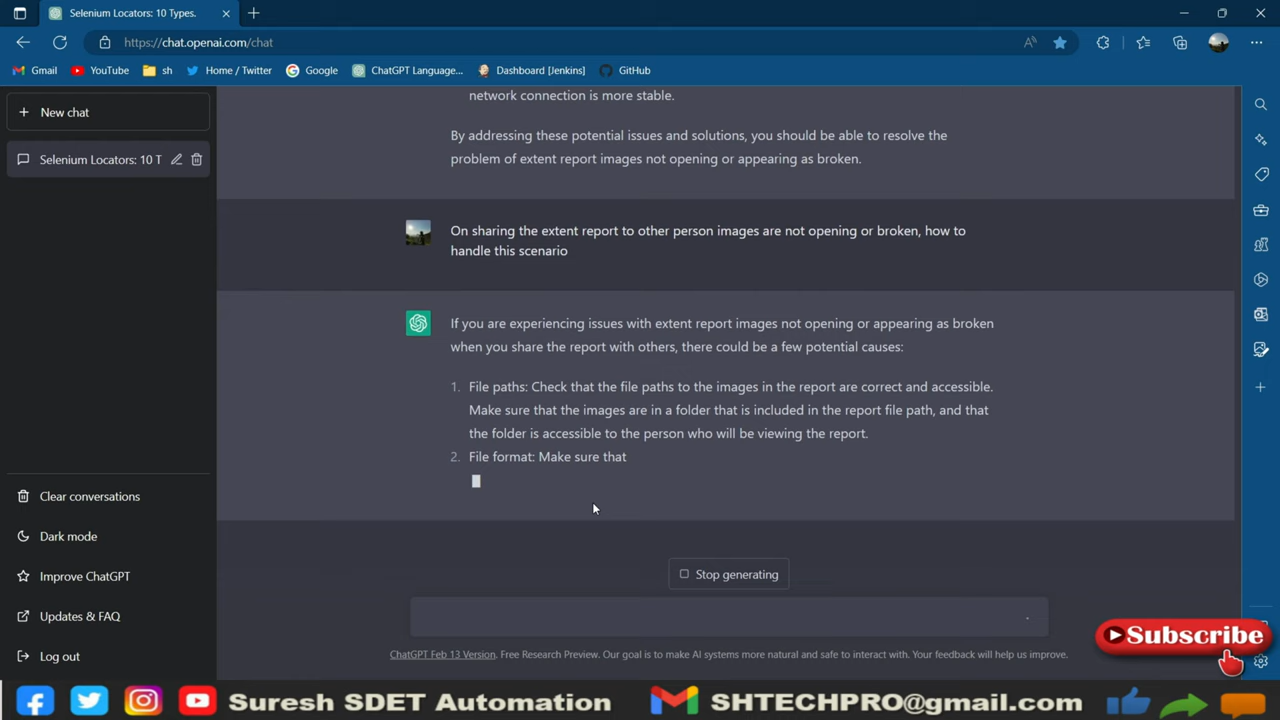 Selenium Locators: 10 Types.
https://chat.openai.com/chat
Gmail
YouTube
sh
Home / Twitter
Google
ChatGPT Language...
Dashboard [Jenkins]
GitHub
New chat
Selenium Locators: 10 T
network connection is more stable.
By addressing these potential issues and solutions, you should be able to resolve the
problem of extent report images not opening or appearing as broken.
On sharing the extent report to other person images are not opening or broken, how to
handle this scenario
If you are experiencing issues with extent report images not opening or appearing as broken
when you share the report with others, there could be a few potential causes:
1. File paths: Check that the file paths to the images in the report are correct and accessible.
Make sure that the images are in a folder that is included in the report file path, and that
the folder is accessible to the person who will be viewing the report.
2. File format: Make sure that
Clear conversations
Dark mode
Improve ChatGPT
Updates & FAQ
Log out
Stop generating
ChatGPT Feb 13 Version. Free Research Preview. Our goal is to make AI systems more natural and safe to interact with. Your feedback will help us improve.
Subscribe
Suresh SDET Automation
SHTECHPRO@gmail.com